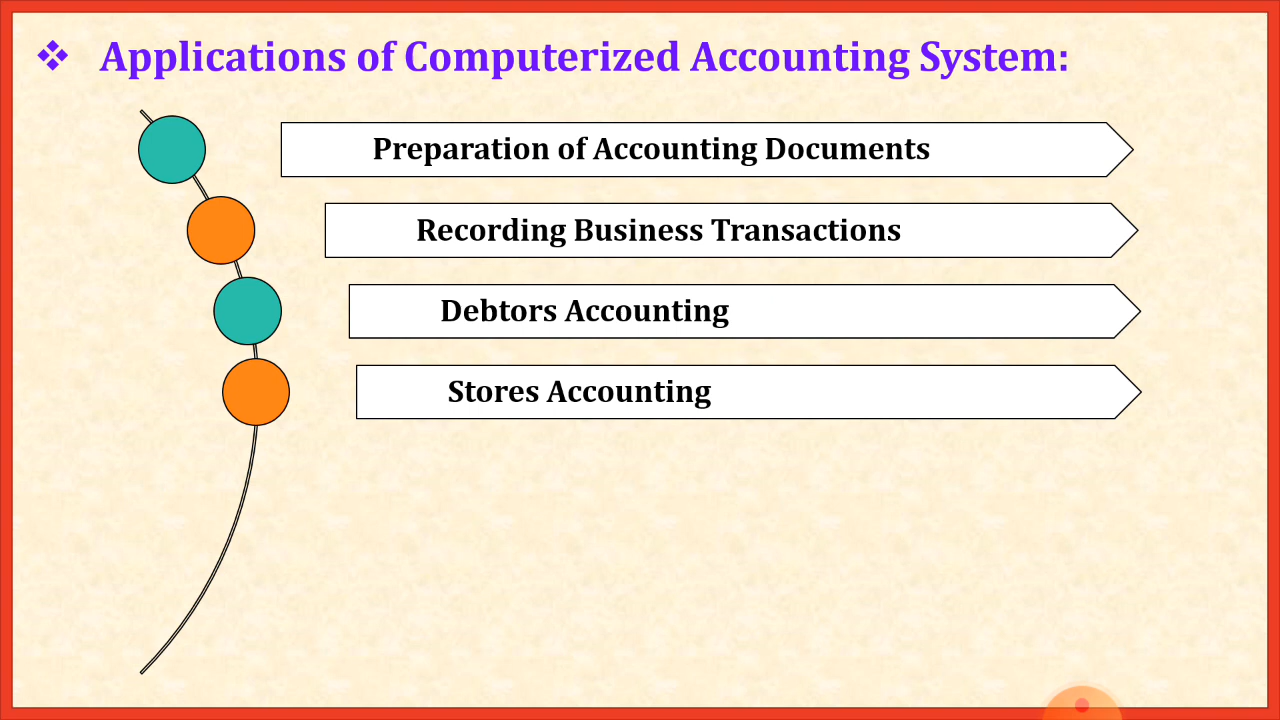 Applications of Computerized Accounting System:
Preparation of Accounting Documents
Recording Business Transactions
Debtors Accounting
Stores Accounting